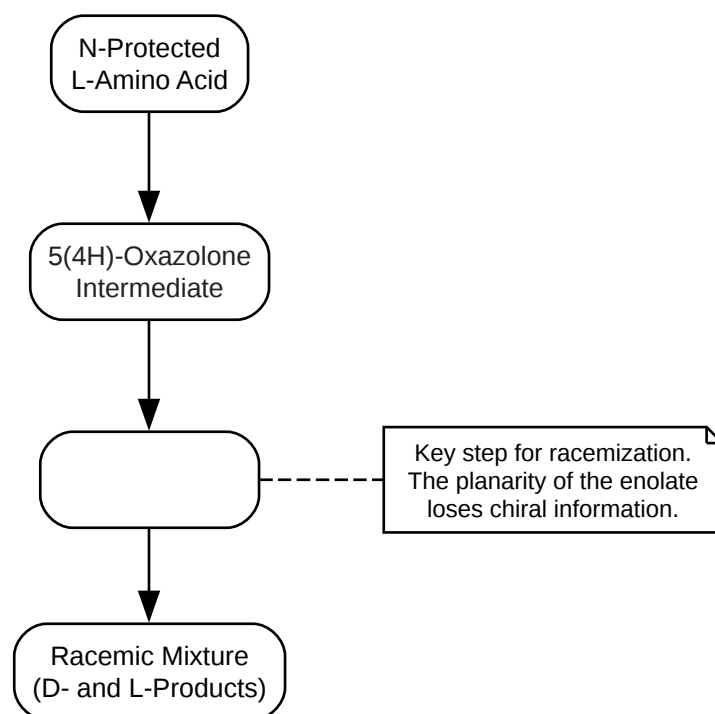 N-Protected
L-Amino Acid
5(4H)-Oxazolone
Intermediate
Key step for racemization.
The planarity of the enolate
loses chiral information.
Racemic Mixture
(D- and L-Products)